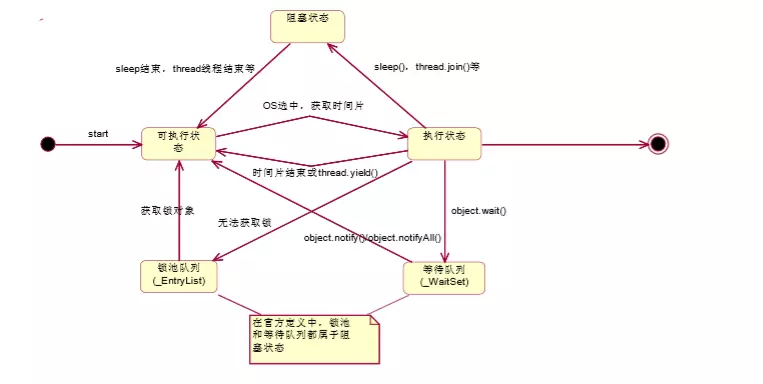 阻塞状态
sleep结束，thread线程结束等
sleep()，thread.join()等
OS选中，获取时间片
start
可执行状
态
执行状态
时间片结束或thread.yield()
获取锁对象
无法获取锁
object.wait()
object.notify()/object.notifyAll()
锁池队列
(_EntryList)
等待队列
(_WaitSet)
在官方定义中，锁池
和等待队列都属于阻
塞状态